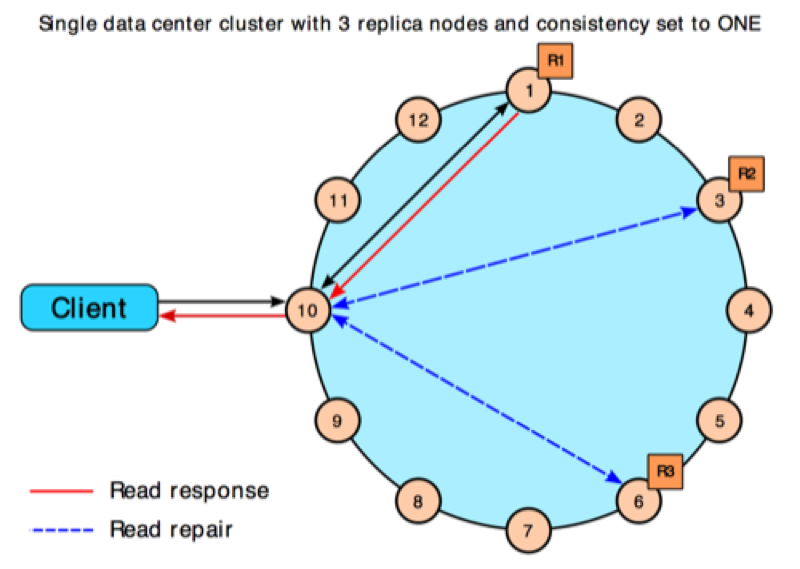 Single data center cluster with 3 replica nodes and consistency set to ONE
R1
1
12
2
R2
11
3
Client
10
4
9
5
R3
8
6
7
Read response
Read repair